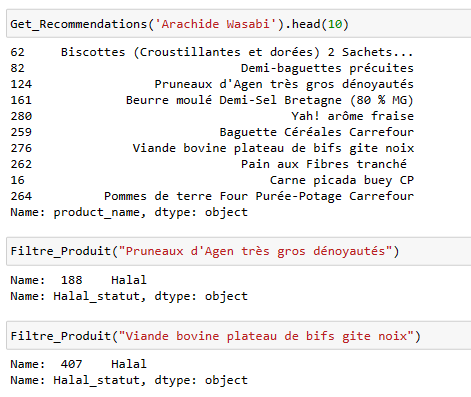 Get_Recommendations('Arachide Wasabi').head(10)
62 Biscottes (Croustillantes et dorées) 2 Sachets...
82 Demi-baguettes précuites
124 Pruneaux d'Agen très gros dénoyautés
161 Beurre moulé Demi-Sel Bretagne (80 % MG)
280 Yah! arôme fraise
259 Baguette Céréales Carrefour
276 Viande bovine plateau de bifs gite noix
262 Pain aux Fibres tranché
16 Carne picada buey CP
264 Pommes de terre Four Purée-Potage Carrefour
Name: product_name, dtype: object
Filtre_Produit("Pruneaux d'Agen très gros dénoyautés")
Name: 188 Halal
Name: Halal_statut, dtype: object
Filtre_Produit("Viande bovine plateau de bifs gite noix")
Name: 407 Halal
Name: Halal_statut, dtype: object